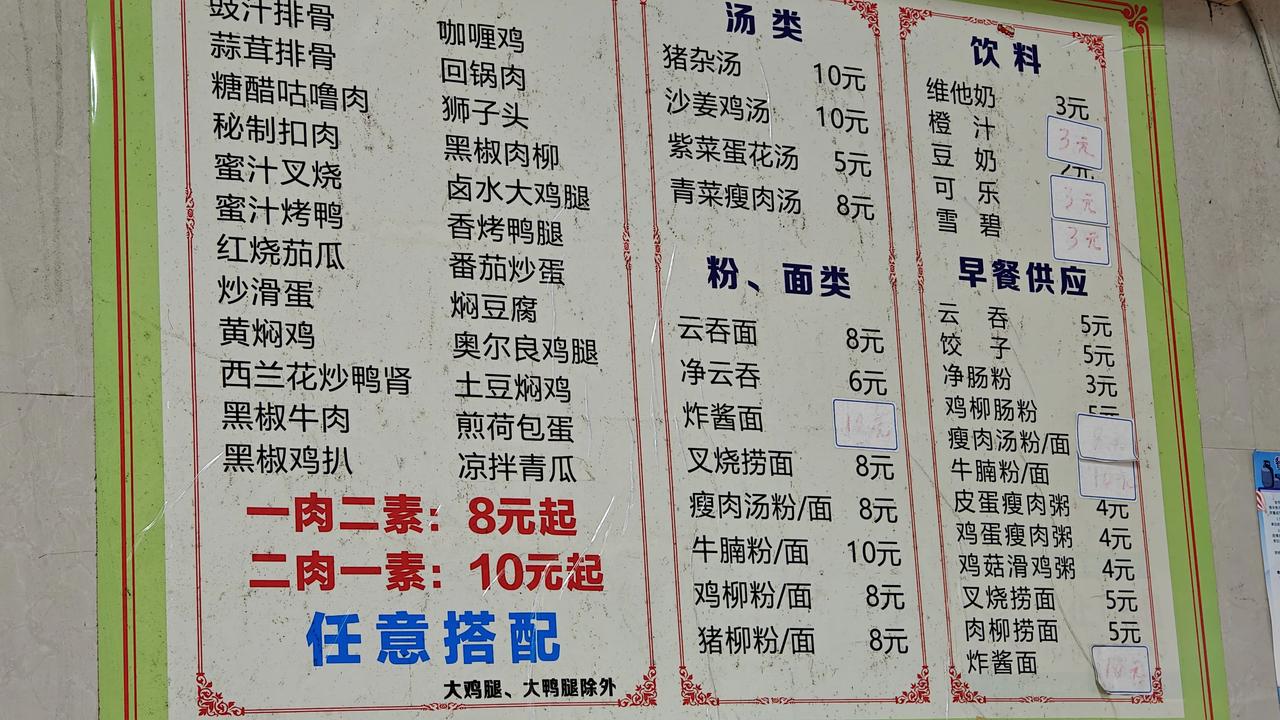 豉汁排骨
蒜茸排骨
糖醋咕噜肉
秘制扣肉
蜜汁叉烧
蜜汁烤鸭
红烧茄瓜
炒滑蛋
黄焖鸡
西兰花炒鸭肾
黑椒牛肉
黑椒鸡扒
咖喱鸡
回锅肉
狮子头
黑椒肉柳
卤水大鸡腿
香烤鸭腿
番茄炒蛋
焖豆腐
奥尔良鸡腿
土豆焖鸡
煎荷包蛋
凉拌青瓜
一肉二素：8元起
二肉一素：10元起
任意搭配
大鸡腿、大鸭腿除外
汤类
猪杂汤 10元
沙姜鸡汤 10元
紫菜蛋花汤 5元
青菜瘦肉汤 8元
粉、面类
云吞面 8元
净云吞 6元
炸酱面
叉烧捞面 8元
瘦肉汤粉/面 8元
牛腩粉/面 10元
鸡柳粉/面 8元
猪柳粉/面 8元
饮料
维他奶 3元
橙汁 3元
豆奶
可乐 3元
雪碧 3元
早餐供应
云吞 5元
饺子 5元
净肠粉 3元
鸡柳肠粉 5元
瘦肉汤粉/面
牛腩粉/面
皮蛋瘦肉粥 4元
鸡蛋瘦肉粥 4元
鸡菇滑鸡粥 4元
叉烧捞面 5元
肉柳捞面 5元
炸酱面